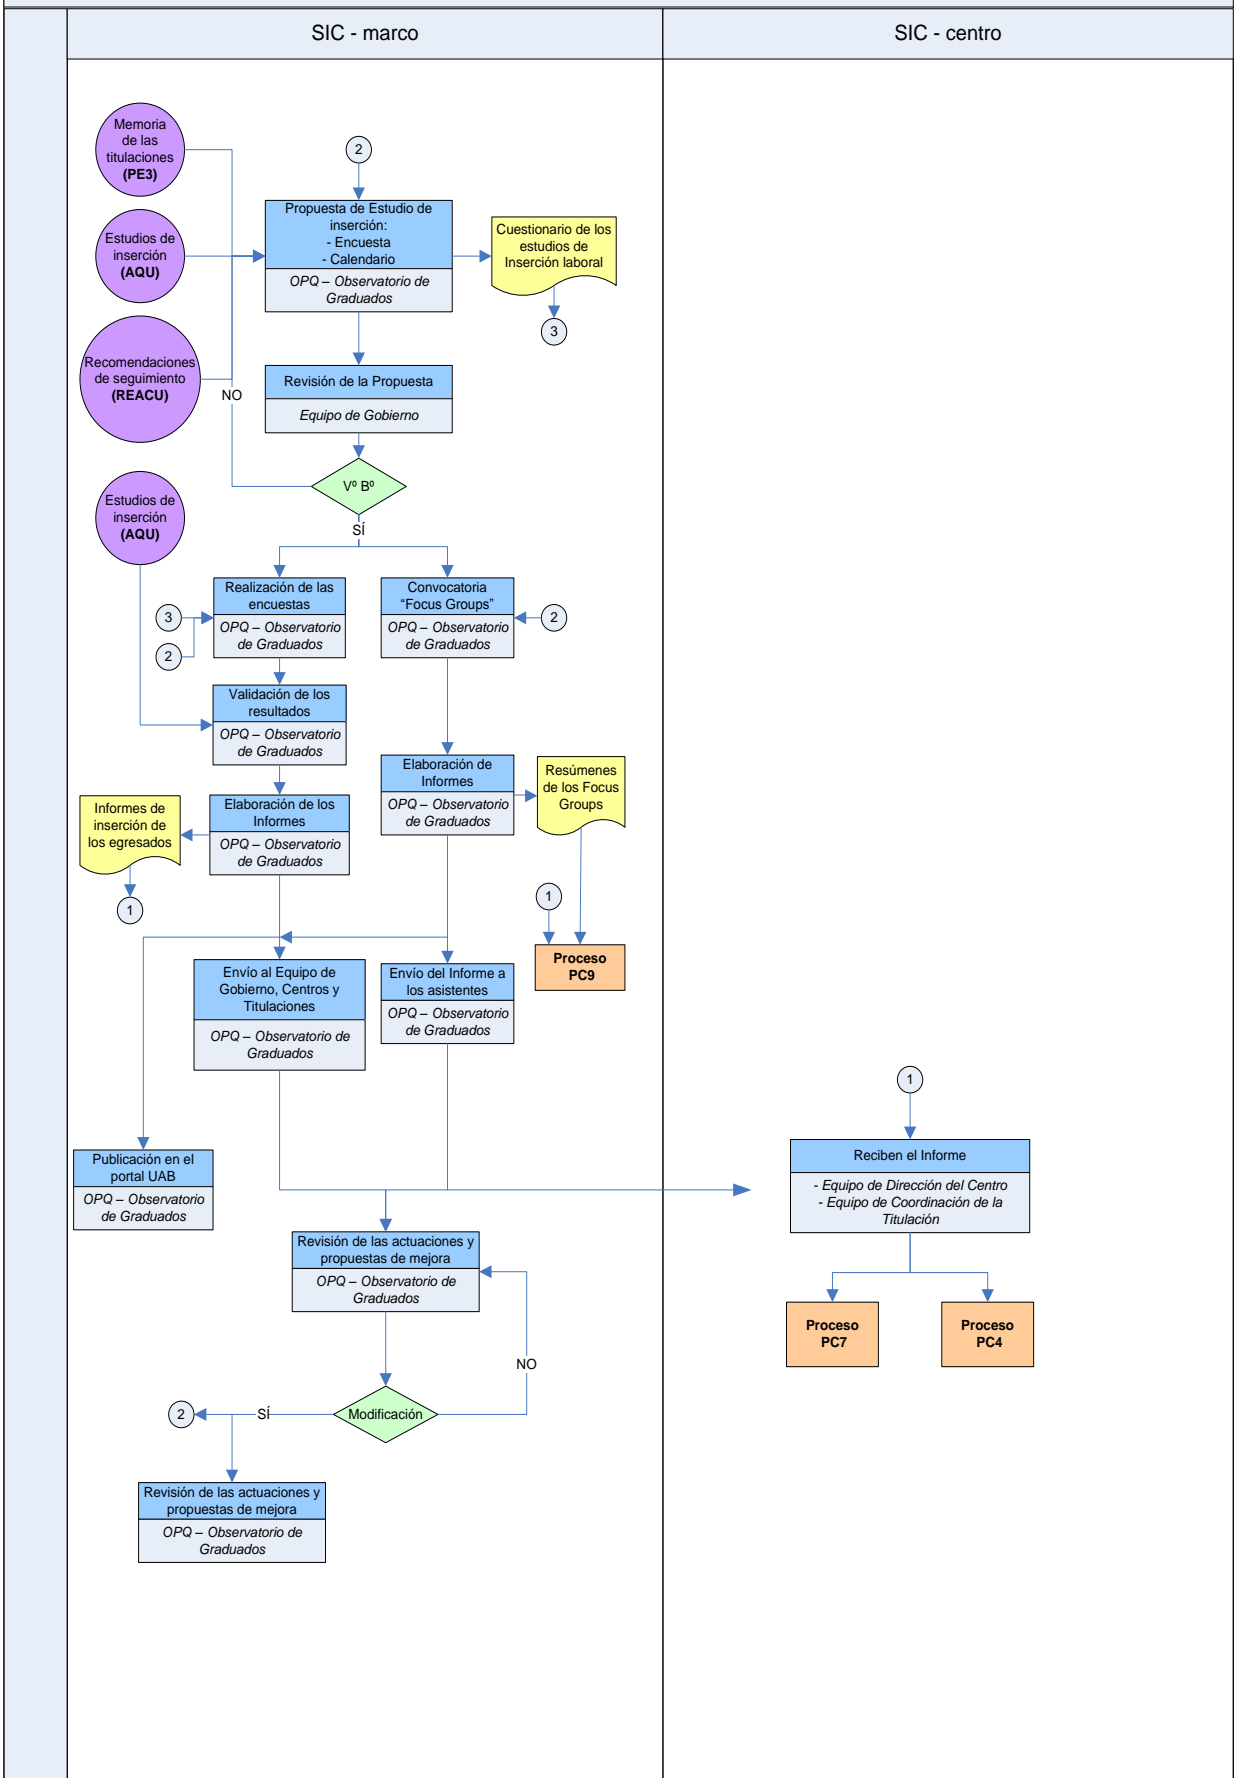 SIC - marco
SIC - centro
Memoria
de las
titulaciones
(PE3)
2
Propuesta de Estudio de
inserción:
- Encuesta
- Calendario
OPQ – Observatorio de
Graduados
Cuestionario de los
estudios de
Inserción laboral
3
Estudios de
inserción
(AQU)
Recomendaciones
de seguimiento
(REACU)
NO
Revisión de la Propuesta
Equipo de Gobierno
Vº Bº
SÍ
Estudios de
inserción
(AQU)
Realización de las
encuestas
OPQ – Observatorio
de Graduados
3
2
Convocatoria
“Focus Groups”
OPQ – Observatorio
de Graduados
2
Validación de los
resultados
OPQ – Observatorio
de Graduados
Elaboración de
Informes
OPQ – Observatorio
de Graduados
Resúmenes
de los Focus
Groups
Informes de
inserción de
los egresados
Elaboración de los
Informes
OPQ – Observatorio
de Graduados
1
1
Proceso
PC9
Envío al Equipo de
Gobierno, Centros y
Titulaciones
OPQ – Observatorio de
Graduados
Envío del Informe a
los asistentes
OPQ – Observatorio
de Graduados
1
Publicación en el
portal UAB
OPQ – Observatorio
de Graduados
Reciben el Informe
- Equipo de Dirección del Centro
- Equipo de Coordinación de la
Titulación
Revisión de las actuaciones y
propuestas de mejora
OPQ – Observatorio de
Graduados
Proceso
PC7
Proceso
PC4
NO
Modificación
SÍ
2
Revisión de las actuaciones y
propuestas de mejora
OPQ – Observatorio de
Graduados